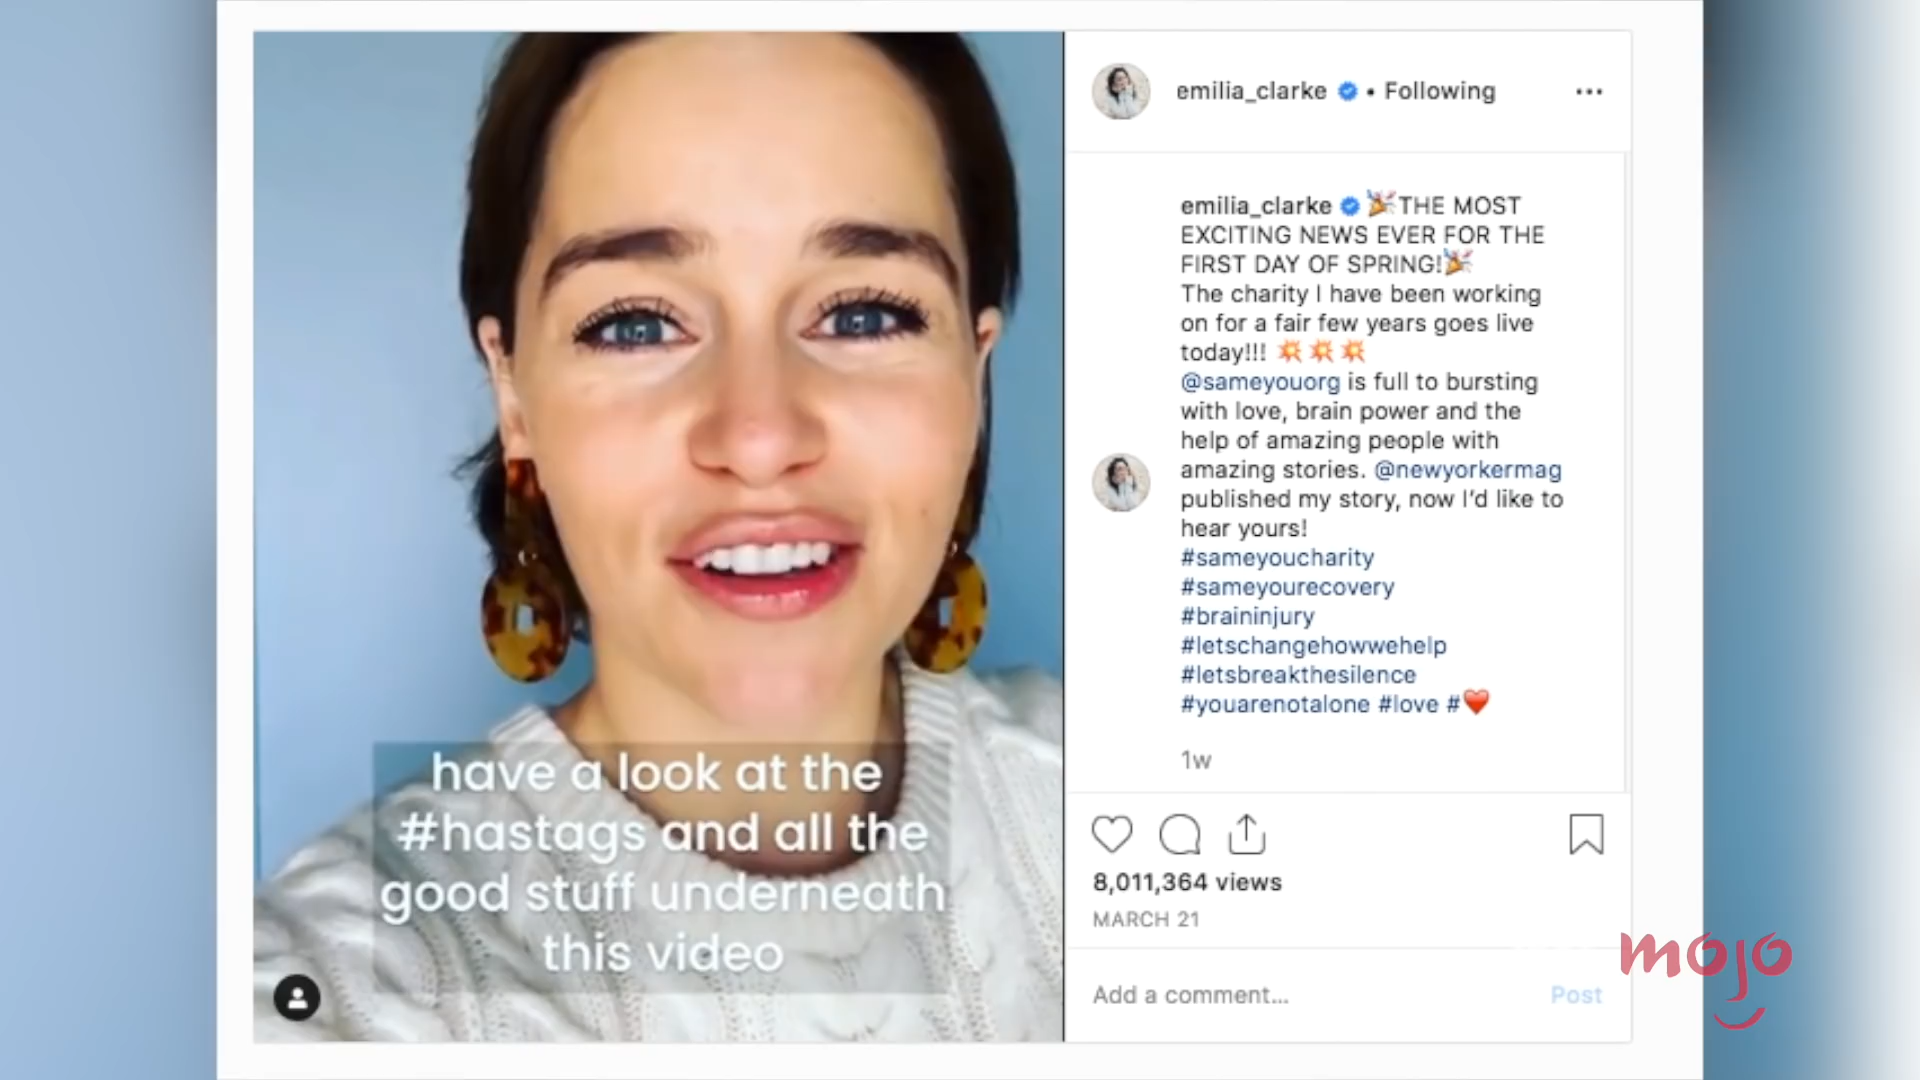 emilia_clarke • Following
...
emilia_clarke 🎉THE MOST
EXCITING NEWS EVER FOR THE
FIRST DAY OF SPRING!🎉
The charity I have been working
on for a fair few years goes live
today!!! 💥💥💥
@sameyouorg is full to bursting
with love, brain power and the
help of amazing people with
amazing stories. @newyorkermag
published my story, now I'd like to
hear yours!
#sameyoucharity
#sameyourecovery
#braininjury
#letschangehowwehelp
#letsbreakthesilence
#youarenotalone #love #❤️
1w
8,011,364 views
MARCH 21
Add a comment...
Post
have a look at the
#hastags and all the
good stuff underneath
this video
mojo